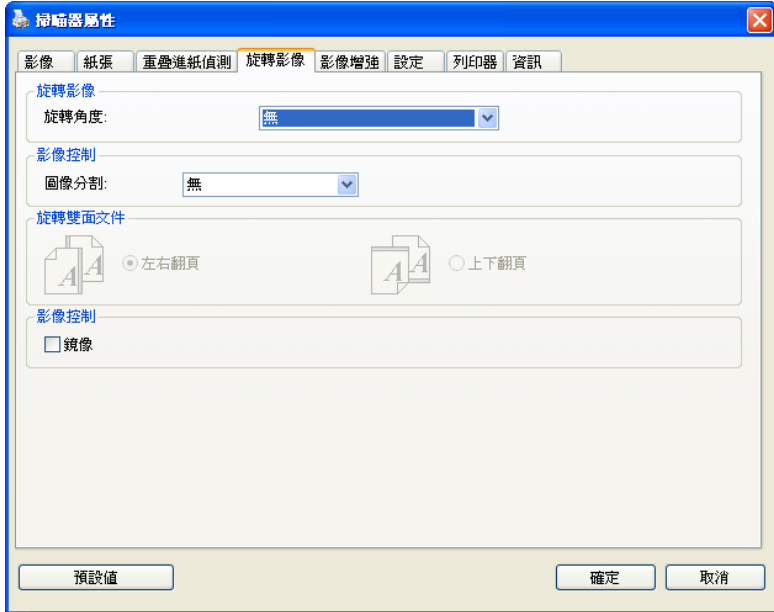 掃瞄器屬性
影像 紙張 重疊進紙偵測 旋轉影像 影像增強 設定 列印器 資訊
旋轉影像
旋轉角度: 無
影像控制
圖像分割: 無
旋轉雙面文件
A A 左右翻頁 A A 上下翻頁
影像控制
鏡像
預設值 確定 取消